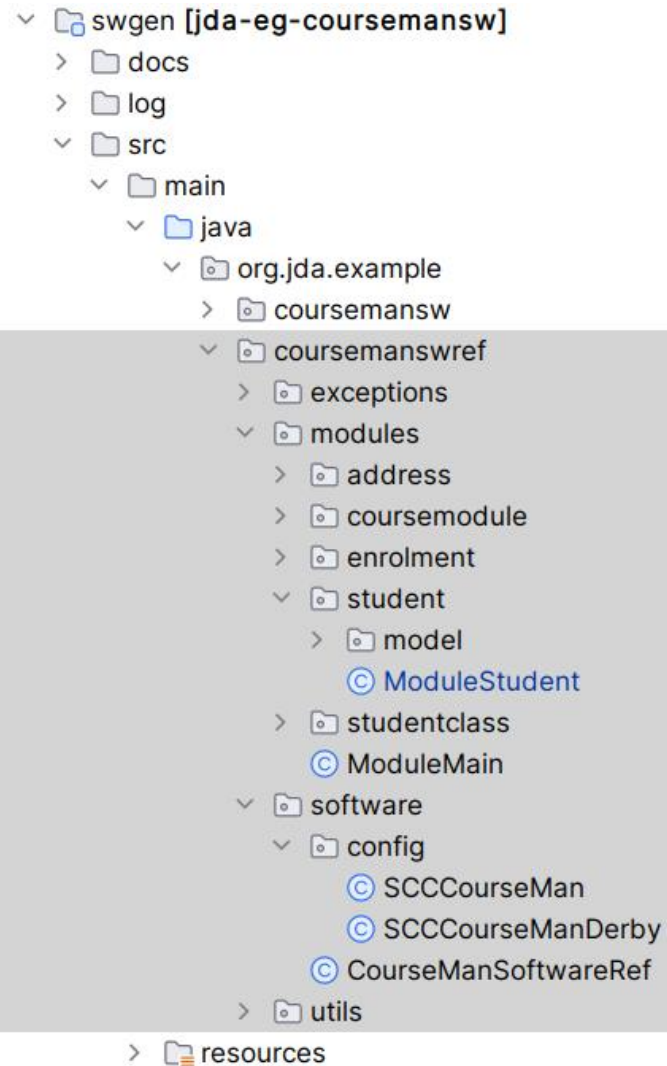 swgen [jda-eg-coursemansw]
docs
log
src
main
java
org.jda.example
coursemansw
coursemanswref
exceptions
modules
address
coursemodule
enrolment
student
model
ModuleStudent
studentclass
ModuleMain
software
config
SCCCourseMan
SCCCourseManDerby
CourseManSoftwareRef
utils
resources